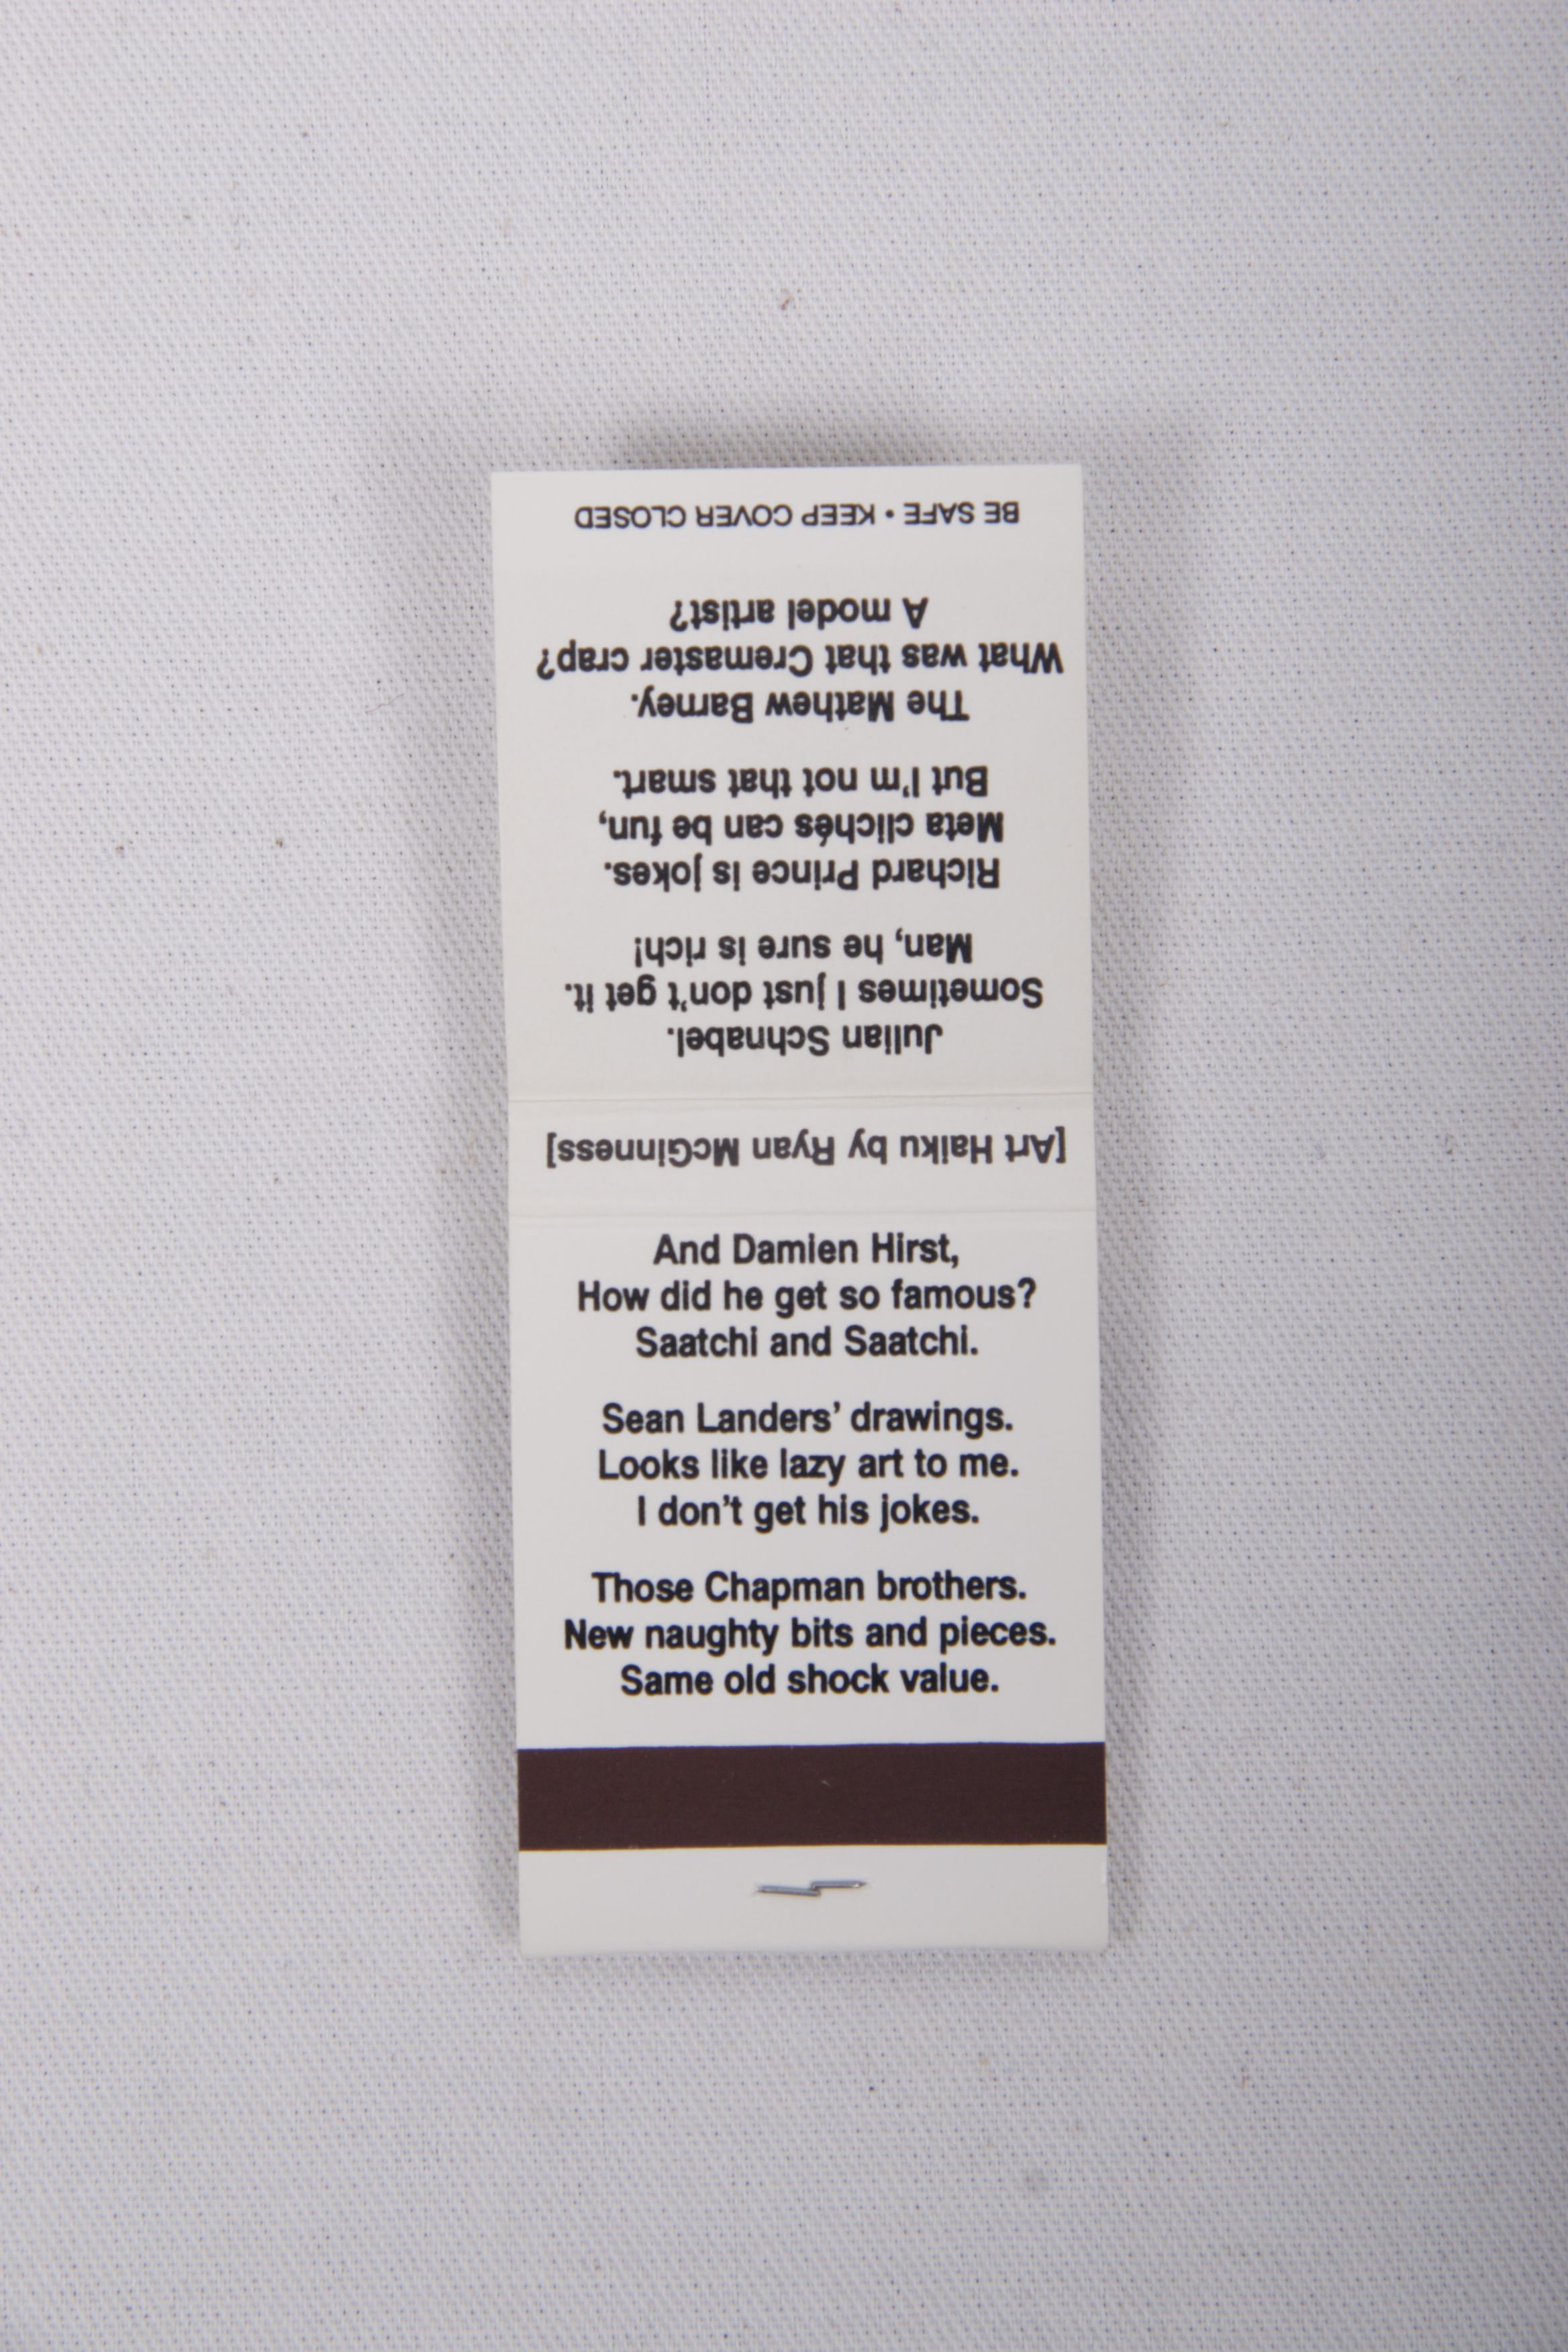 Julian Schnabel.
Sometimes I just don't get it.
Man, he sure is rich!
Richard Prince is jokes.
Meta clichés can be fun,
But I'm not that smart.
The Mathew Barney.
What was that Cremaster crap?
A model artist?
BE SAFE • KEEP COVER CLOSED
[Art Haiku by Ryan McGinness]
And Damien Hirst,
How did he get so famous?
Saatchi and Saatchi.
Sean Landers’ drawings.
Looks like lazy art to me.
I don’t get his jokes.
Those Chapman brothers.
New naughty bits and pieces.
Same old shock value.